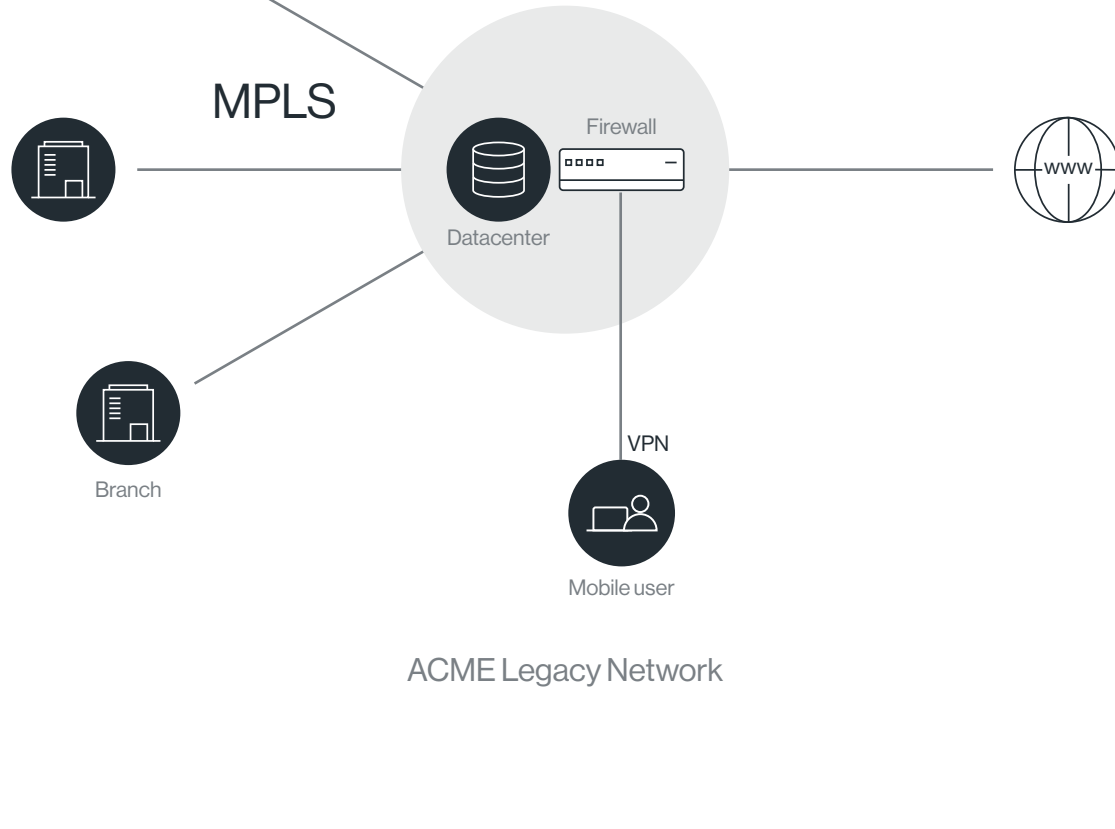 MPLS
Firewall
www
Datacenter
VPN
Branch
Mobile user
ACME Legacy Network